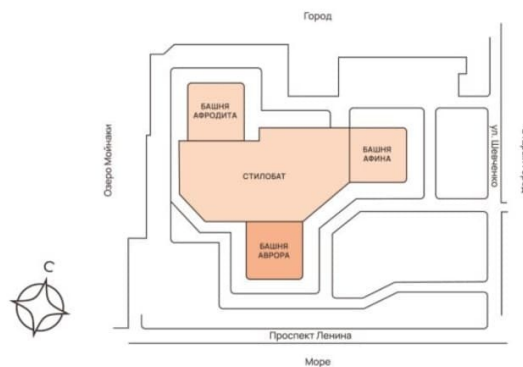 Город
БАШНЯ
АФРОДИТА
Озеро Мойнаки
СТИЛОБАТ
БАШНЯ
АФИНА
ул. Шевченко
БАШНЯ
АВРОРА
С
Проспект Ленина
Море